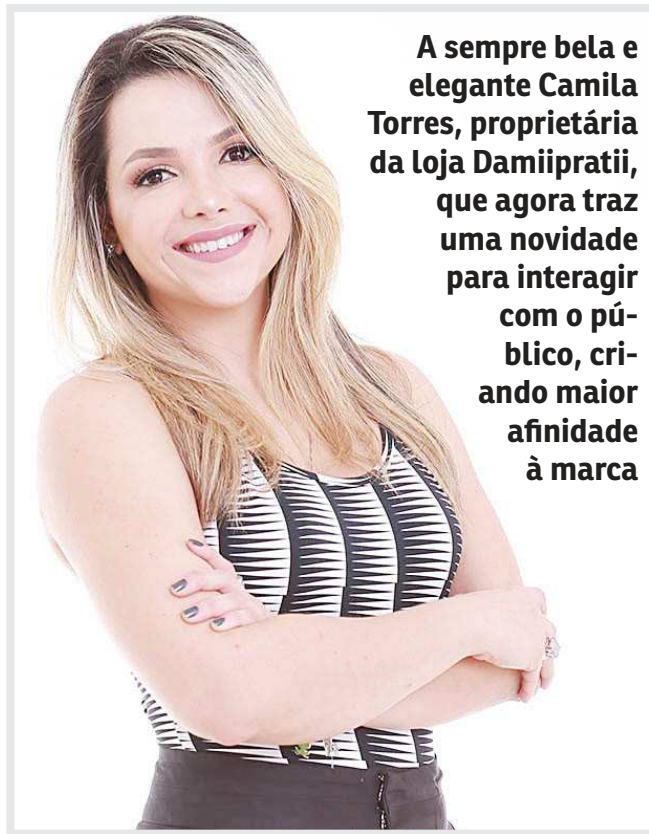 A sempre bela e
elegante Camila
Torres, proprietária
da loja Damiipratii,
que agora traz
uma novidade
para interagir
com o pú-
blico, cri-
ando maior
afinidade
à marca